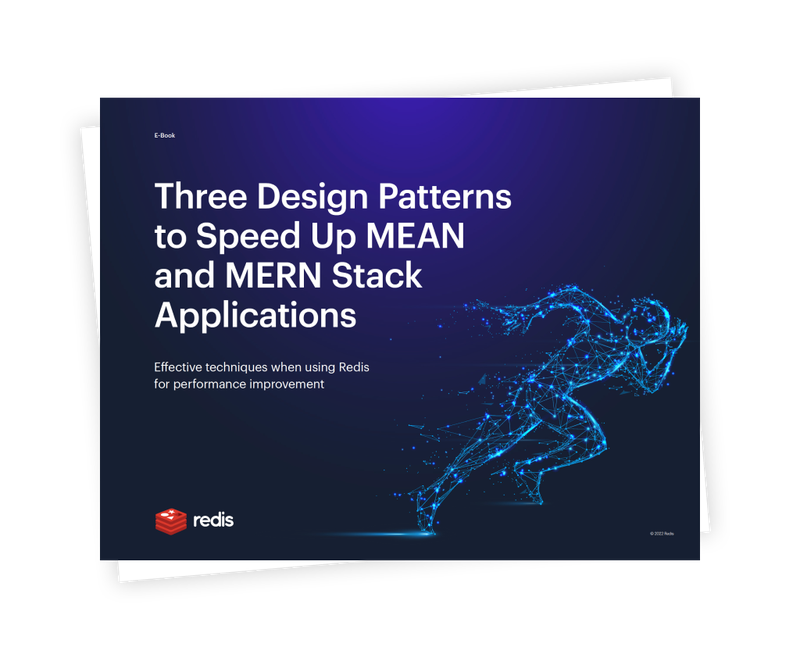 E-Book
Three Design Patterns
to Speed Up MEAN
and MERN Stack
Applications
Effective techniques when using Redis
for performance improvement
redis
© 2022 Redis